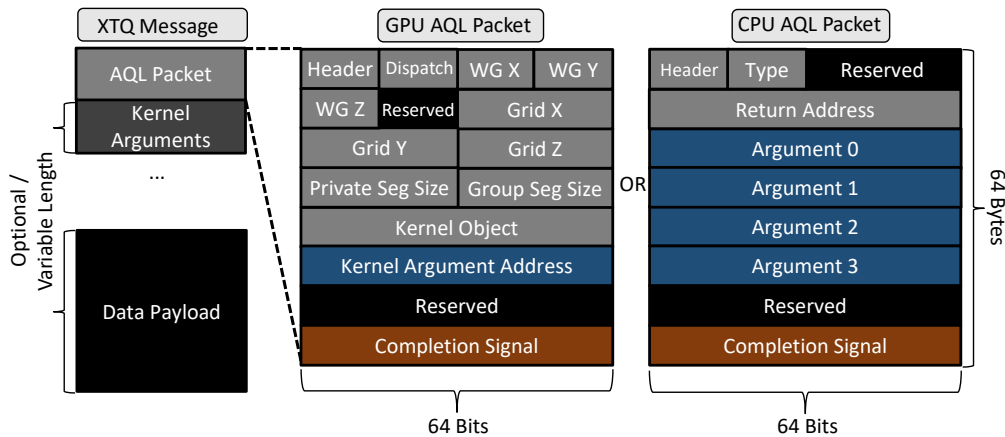 XTQ Message
GPU AQL Packet
CPU AQL Packet
AQL Packet
Kernel
Arguments
...
Data Payload
Optional /
Variable Length
Header Dispatch WG X WG Y
WG Z Reserved Grid X
Grid Y Grid Z
Private Seg Size Group Seg Size
Kernel Object
Kernel Argument Address
Reserved
Completion Signal
64 Bits
OR
Header Type Reserved
Return Address
Argument 0
Argument 1
Argument 2
Argument 3
Reserved
Completion Signal
64 Bits
64 Bytes